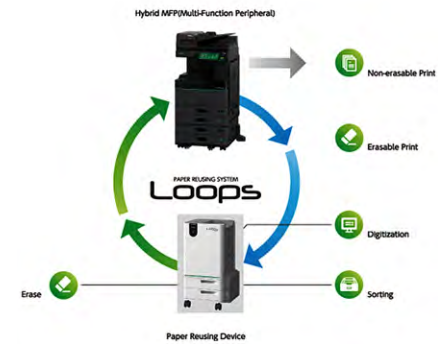 Hybrid MFP(Multi-Function Peripheral)
Non-erasable Print
Erasable Print
PAPER REUSING SYSTEM
Loops
Digitization
Erase
Sorting
Paper Reusing Device